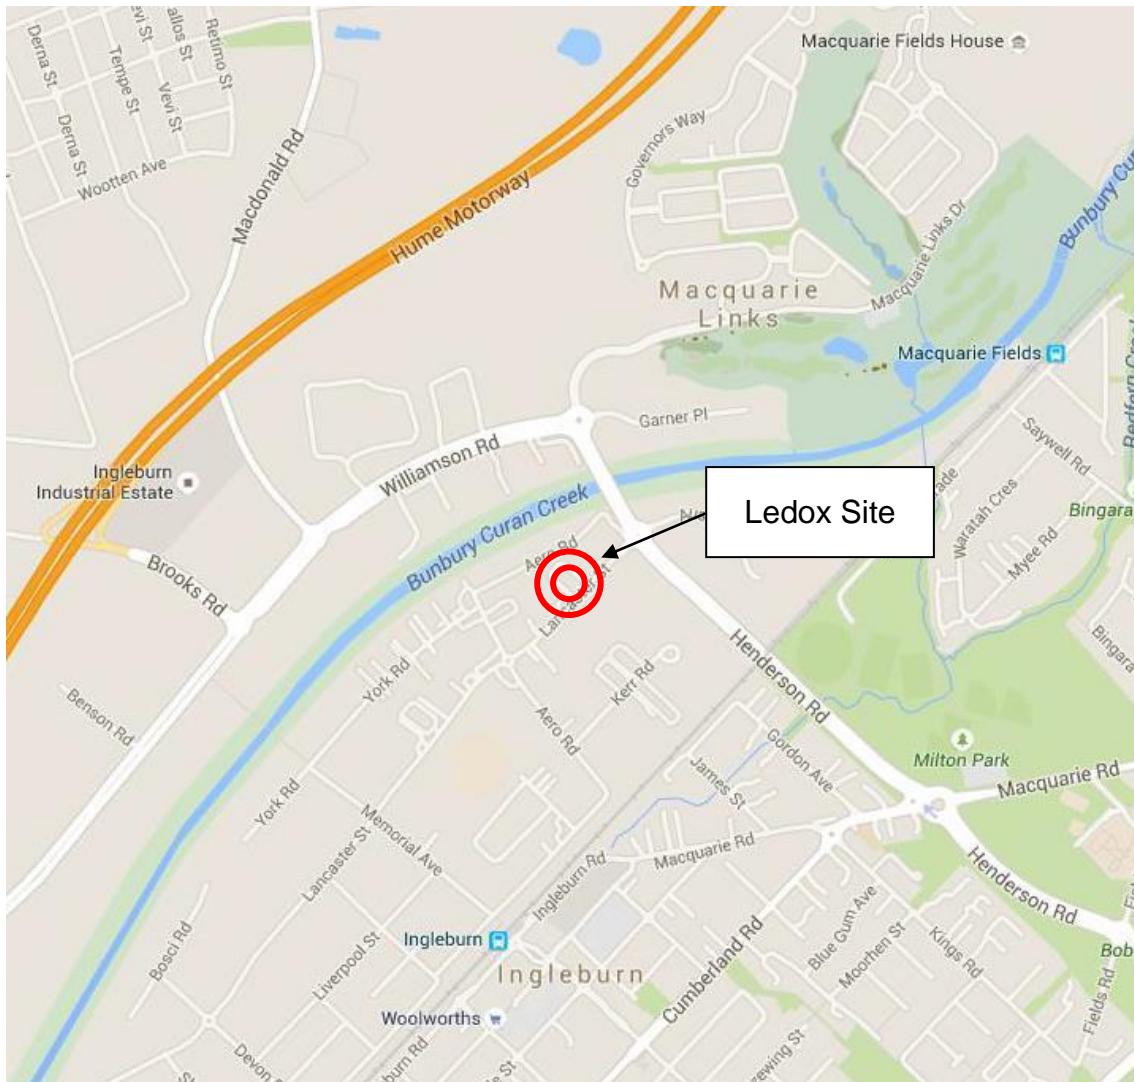 Derna St
Tempe St
Vevi St
Retimo St
Derna St
Wootten Ave
Macdonald Rd
Hume Motorway
Governors Way
Macquarie Fields House
Macquarie
Links
Macquarie Links Dr
Macquarie Fields
Garner Pl
Saywell Rd
Waratah Cres
Myee Rd
Bingara
Bingara
Ingleburn
Industrial Estate
Williamson Rd
Bunbury Curan Creek
Brooks Rd
Ledox Site
Aero Rd
Lancaster St
Henderson Rd
Benson Rd
York Rd
Kerr Rd
Aero Rd
Gordon Ave
James St
Milton Park
Macquarie Rd
York Rd
Memorial Ave
Lancaster St
Ingleburn Rd
Macquarie Rd
Henderson Rd
Bosci Rd
Liverpool St
Ingleburn
Ingleburn
Cumberland Rd
Blue Gum Ave
Moorhen St
Kings Rd
Fields Rd
Woolworths
Devon